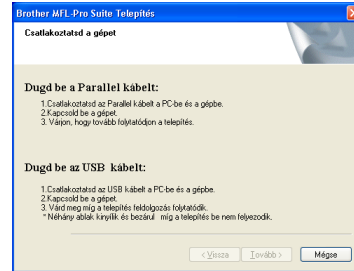 Brother MFL-Pro Suite Telepítés
Csatlakoztatsd a gépet
Dugd be a Parallel kábelt:
1.Csatlakoztatsd az Parallel kábelt a PC-be és a gépbe.
2.Kapcsold be a gépet.
3. Várjon, hogy tovább folytatódjon a telepítés.
Dugd be az USB kábelt:
1.Csatlakoztatsd az USB kábelt a PC-be és a gépbe.
2.Kapcsold be a gépet.
3. Várd meg míg a telepítés feldolgozás folytatódik.
* Néhány ablak kinyílik és bezárul míg a telepítés be nem fejeződik.
< Vissza Tovább > Mégse